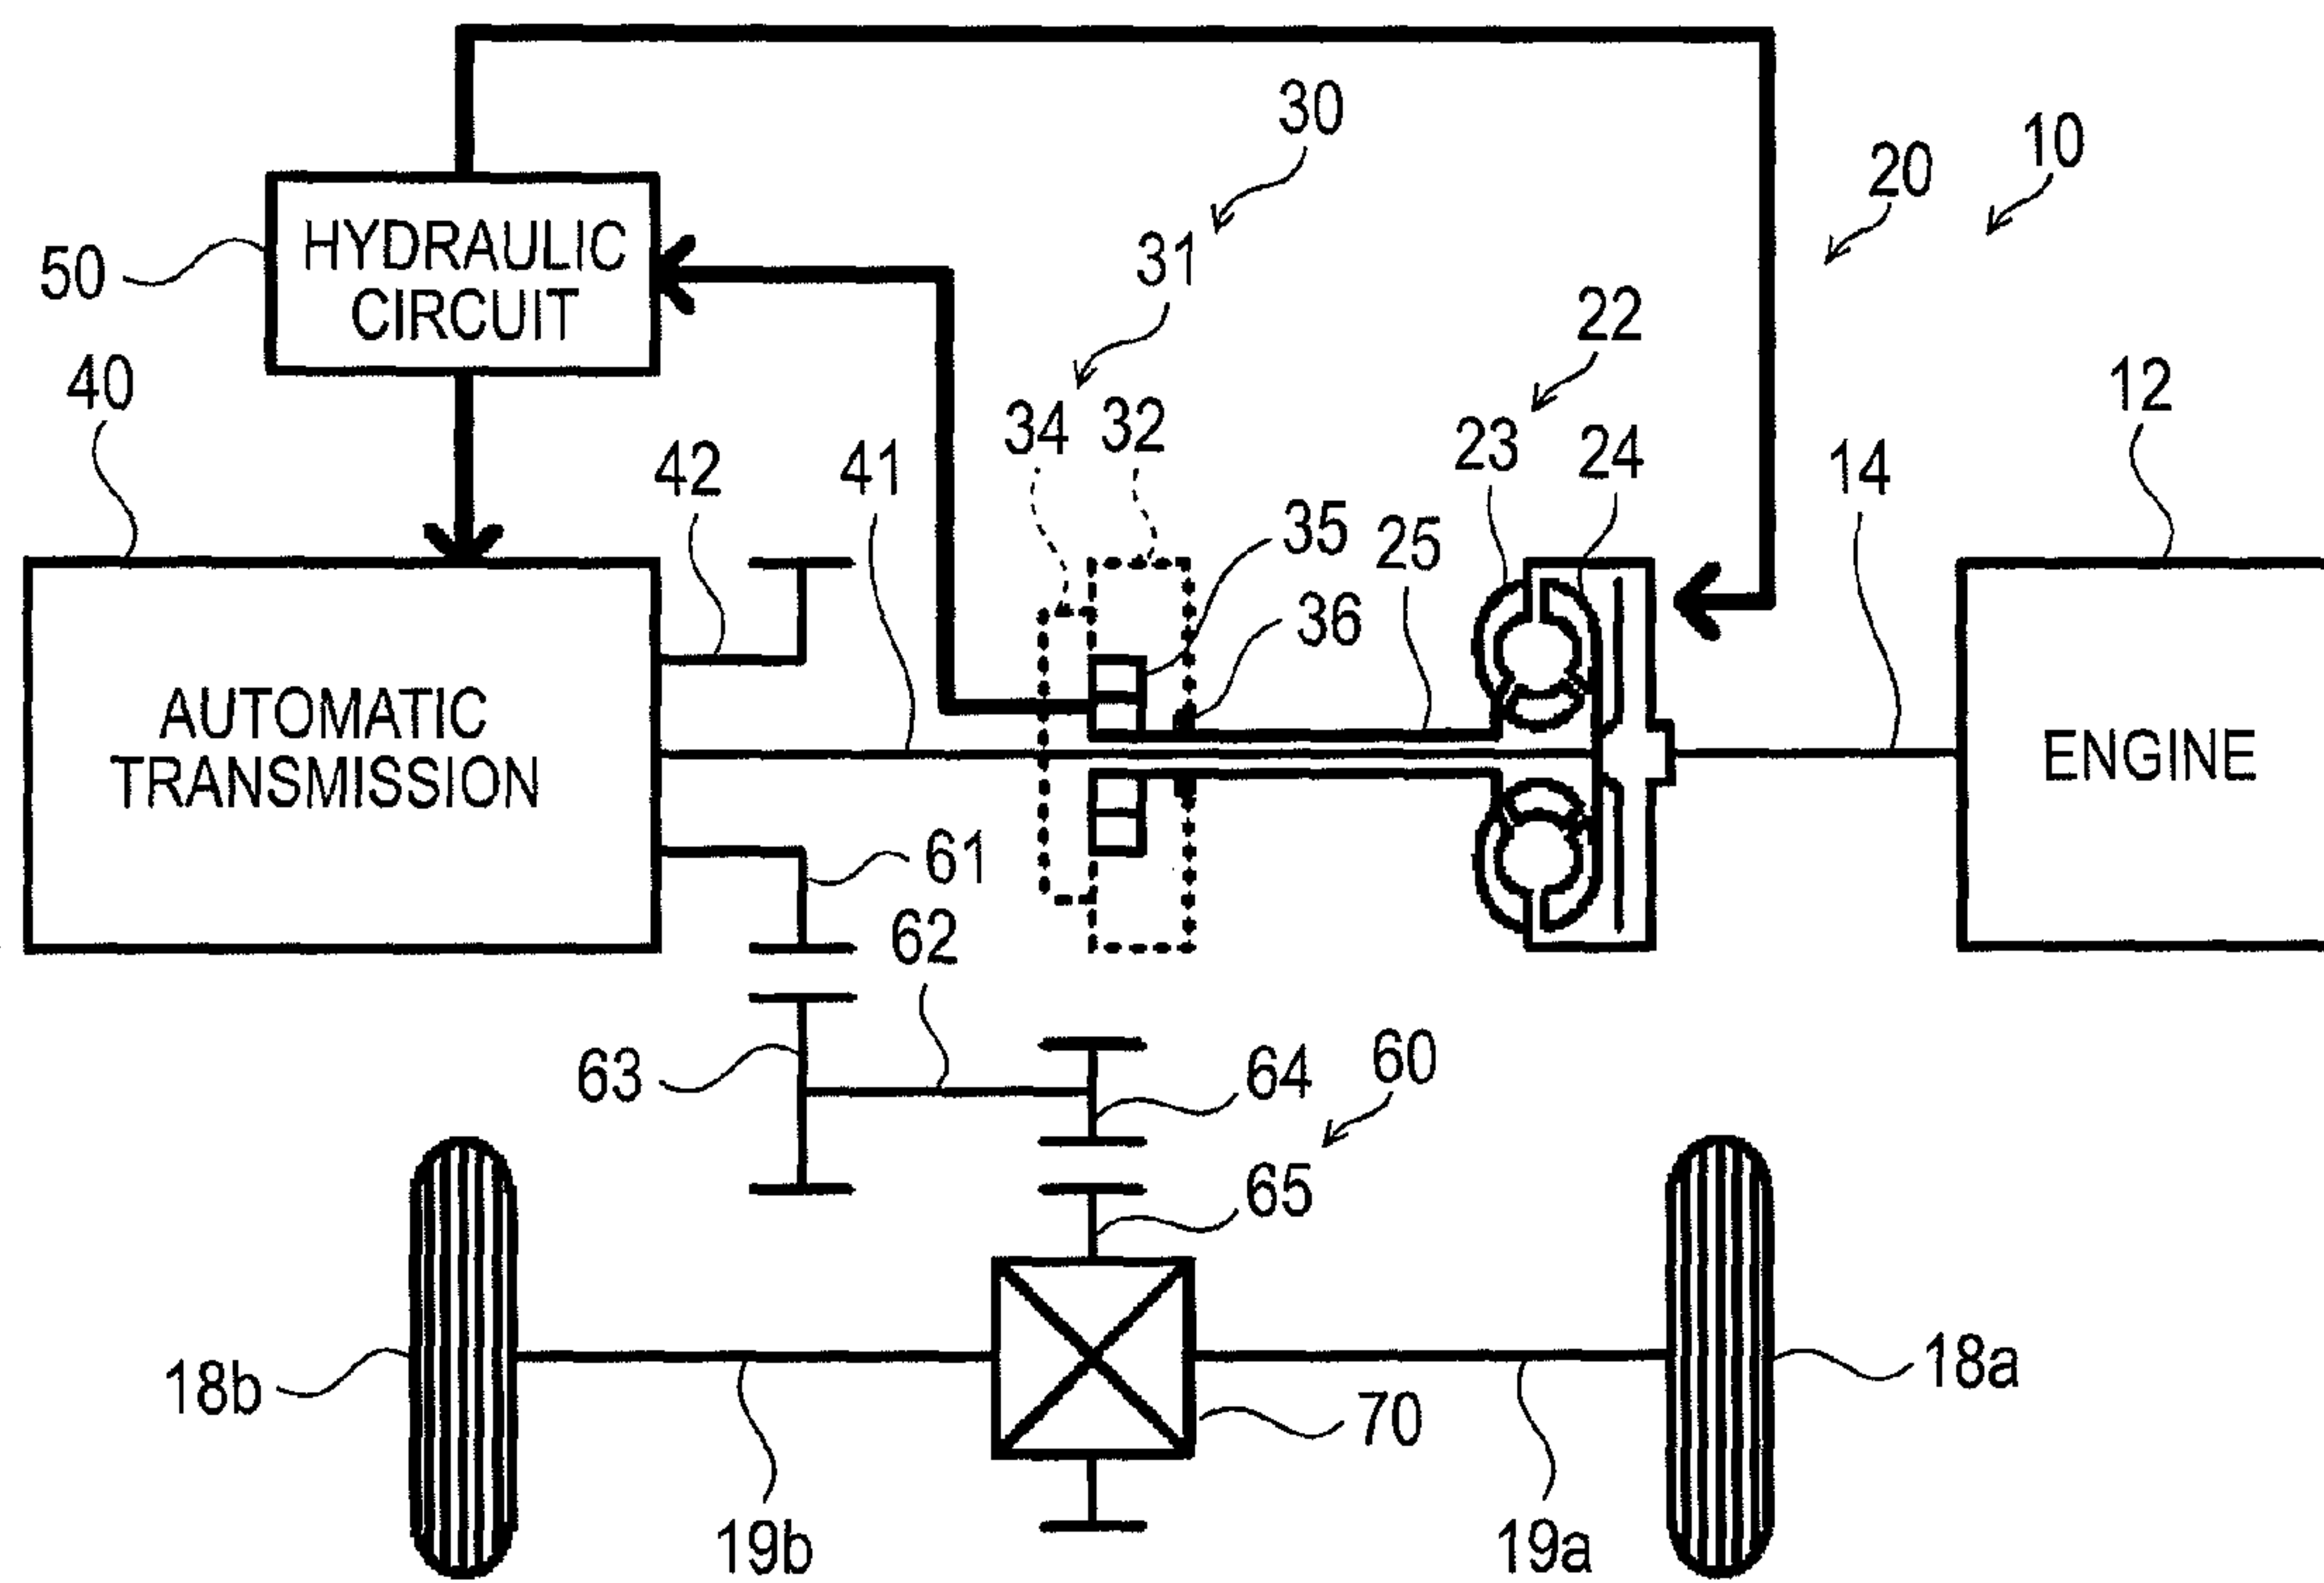 30
10
20
HYDRAULIC
CIRCUIT
50
31
22
40
34
32
12
42
41
23
24
14
35
25
36
AUTOMATIC
TRANSMISSION
ENGINE
61
62
63
64
60
65
18b
18a
70
19b
19a